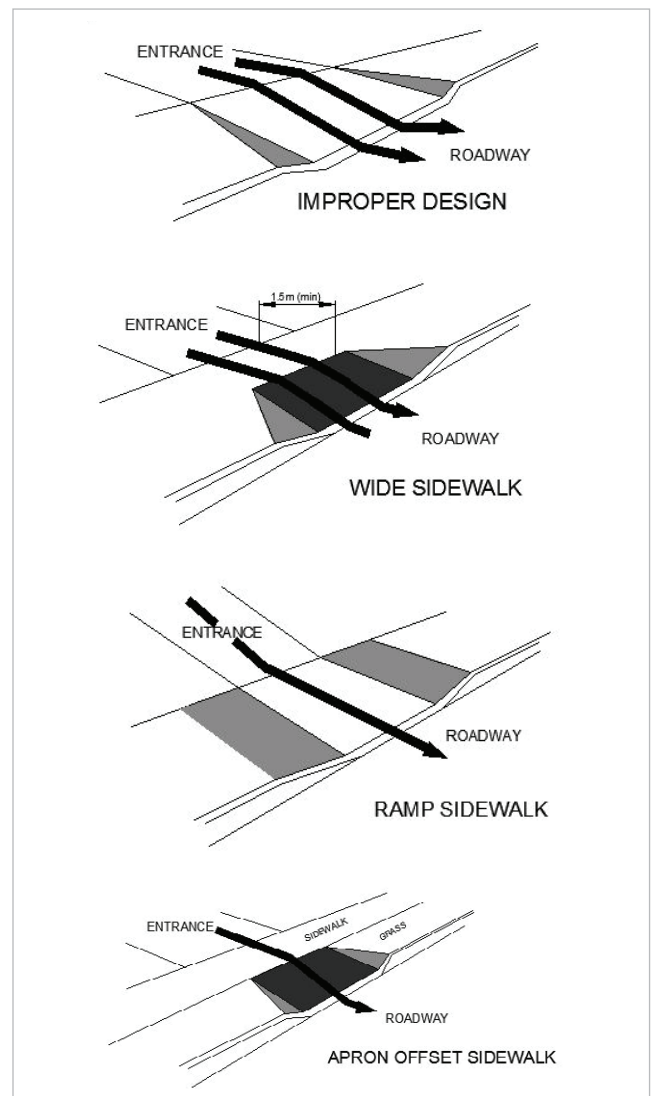 ENTRANCE
ROADWAY
IMPROPER DESIGN
1.5m (min)
ENTRANCE
ROADWAY
WIDE SIDEWALK
ENTRANCE
ROADWAY
RAMP SIDEWALK
ENTRANCE
SIDEWALK
GRASS
ROADWAY
APRON OFFSET SIDEWALK